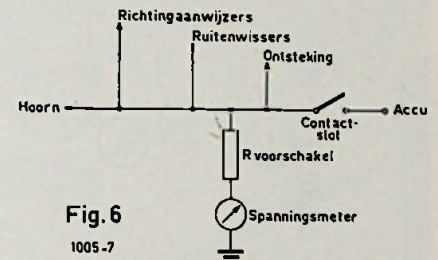 Richtingaanwijzers
Ruitenwissers
Ontsteking
Hoorn
Accu
Contact-
slot
R voorschakel
Spanningsmeter
Fig. 6
1005-7